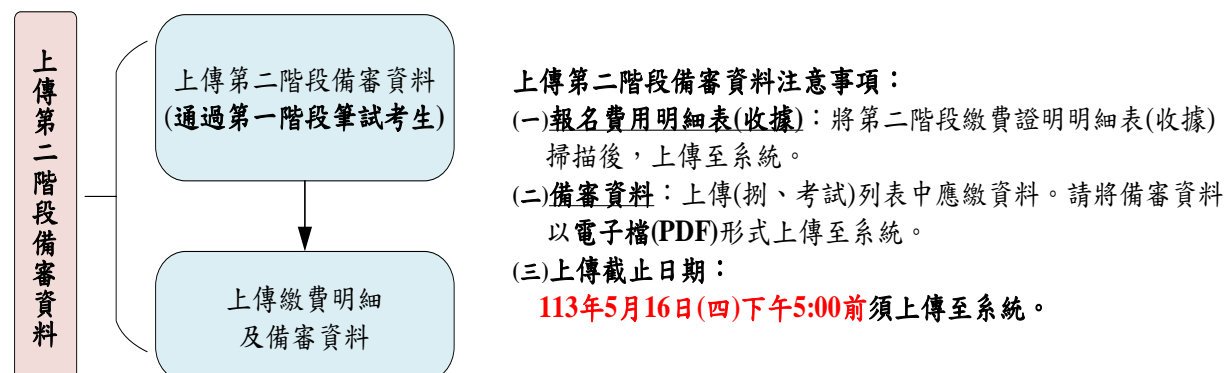 上傳第二階段備審資料
上傳第二階段備審資料
(通過第一階段筆試考生)
上傳繳費明細
及備審資料
上傳第二階段備審資料注意事項：
(一)報名費用明細表(收據)：將第二階段繳費證明明細表(收據)
掃描後，上傳至系統。
(二)備審資料：上傳(捌、考試)列表中應繳資料。請將備審資料
以電子檔(PDF)形式上傳至系統。
(三)上傳截止日期：
113年5月16日(四)下午5:00前須上傳至系統。